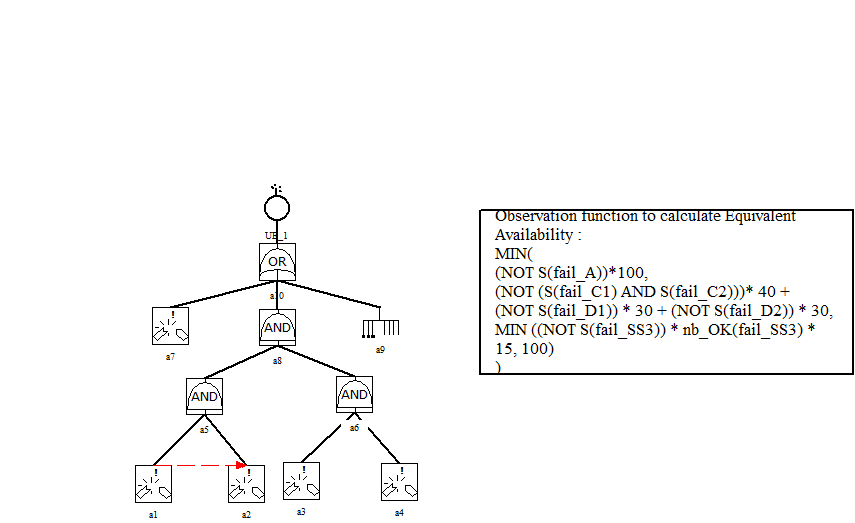 Observation function to calculate Equivalent
Availability :
MIN(
(NOT S(fail_A))*100,
(NOT (S(fail_C1) AND S(fail_C2)))* 40 +
(NOT S(fail_D1)) * 30 + (NOT S(fail_D2)) * 30,
MIN ((NOT S(fail_SS3)) * nb_OK(fail_SS3) *
15, 100)
)
UE_1
OR
a10
!
AND
a7
a8
a9
AND
AND
a5
a6
!
!
!
!
a1
a2
a3
a4